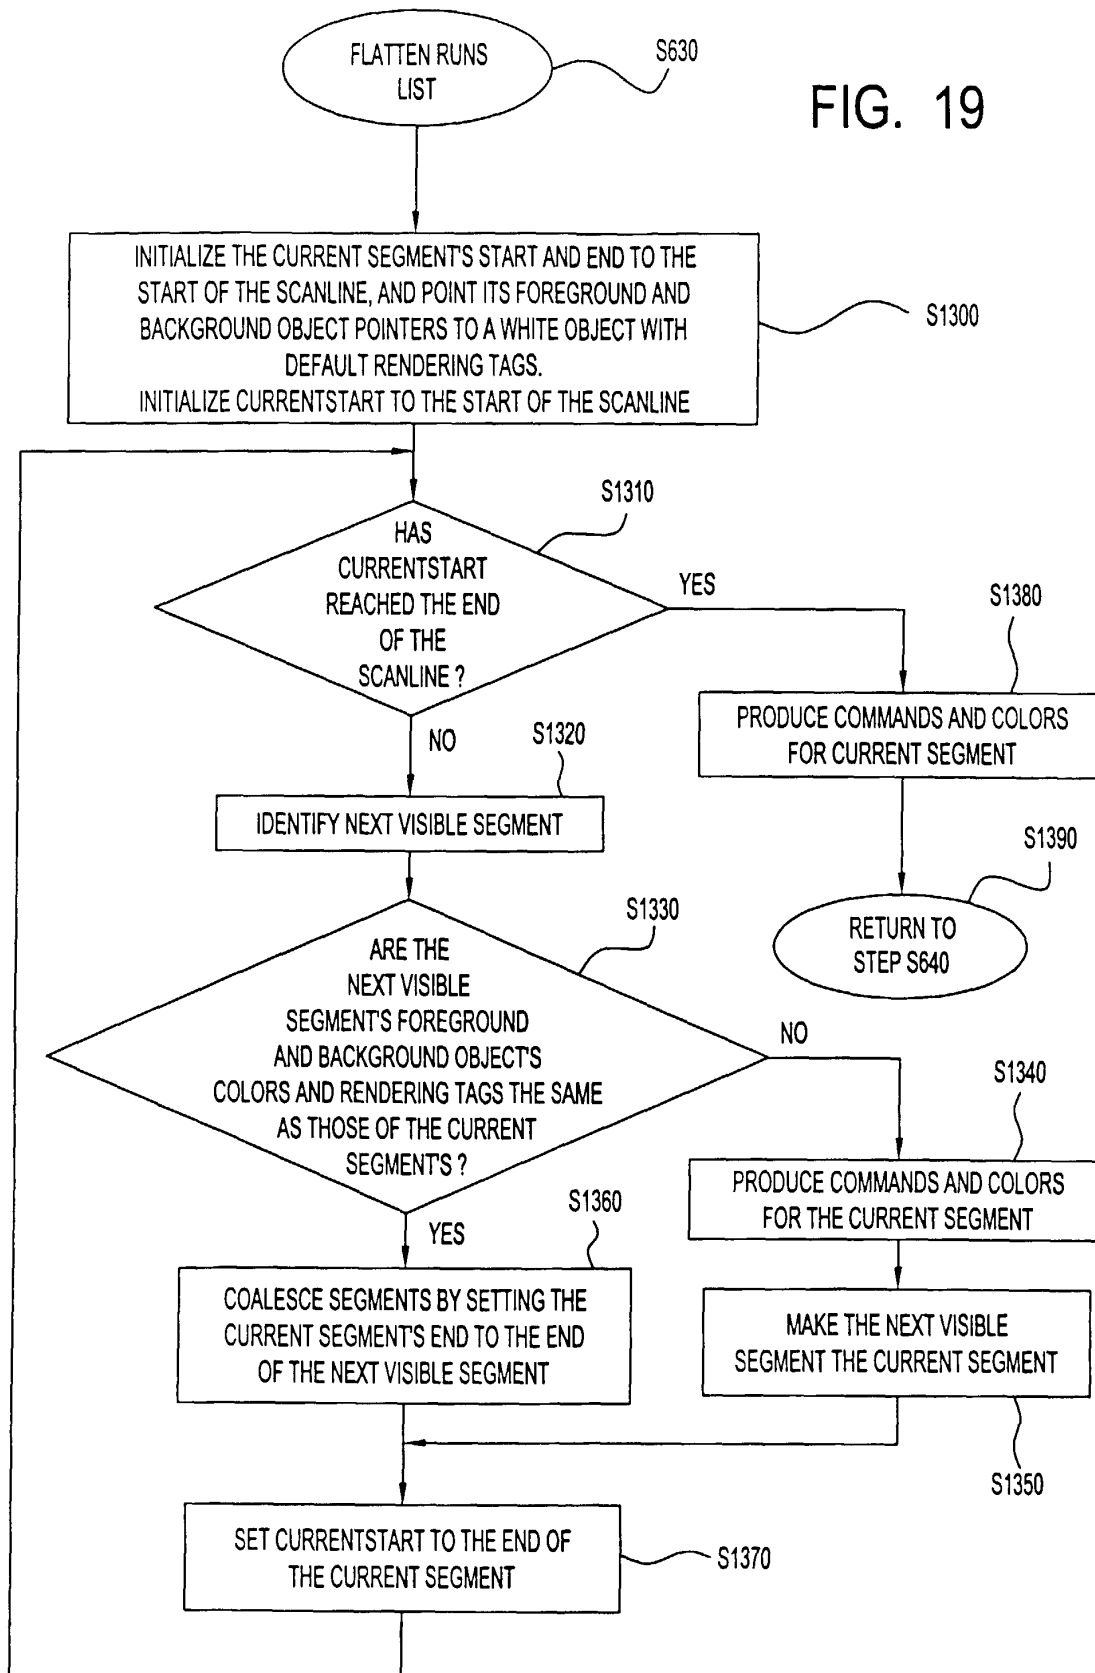 FLATTEN RUNS
LIST
S630
FIG. 19
INITIALIZE THE CURRENT SEGMENT'S START AND END TO THE
START OF THE SCANLINE, AND POINT ITS FOREGROUND AND
BACKGROUND OBJECT POINTERS TO A WHITE OBJECT WITH
DEFAULT RENDERING TAGS.
INITIALIZE CURRENTSTART TO THE START OF THE SCANLINE
S1300
S1310
HAS
CURRENTSTART
REACHED THE END
OF THE
SCANLINE ?
YES
S1380
PRODUCE COMMANDS AND COLORS
FOR CURRENT SEGMENT
NO
S1320
IDENTIFY NEXT VISIBLE SEGMENT
S1390
RETURN TO
STEP S640
S1330
ARE THE
NEXT VISIBLE
SEGMENT'S FOREGROUND
AND BACKGROUND OBJECT'S
COLORS AND RENDERING TAGS THE SAME
AS THOSE OF THE CURRENT
SEGMENT'S ?
NO
S1340
PRODUCE COMMANDS AND COLORS
FOR THE CURRENT SEGMENT
YES
S1360
COALESCE SEGMENTS BY SETTING THE
CURRENT SEGMENT'S END TO THE END
OF THE NEXT VISIBLE SEGMENT
MAKE THE NEXT VISIBLE
SEGMENT THE CURRENT SEGMENT
S1350
SET CURRENTSTART TO THE END OF
THE CURRENT SEGMENT
S1370